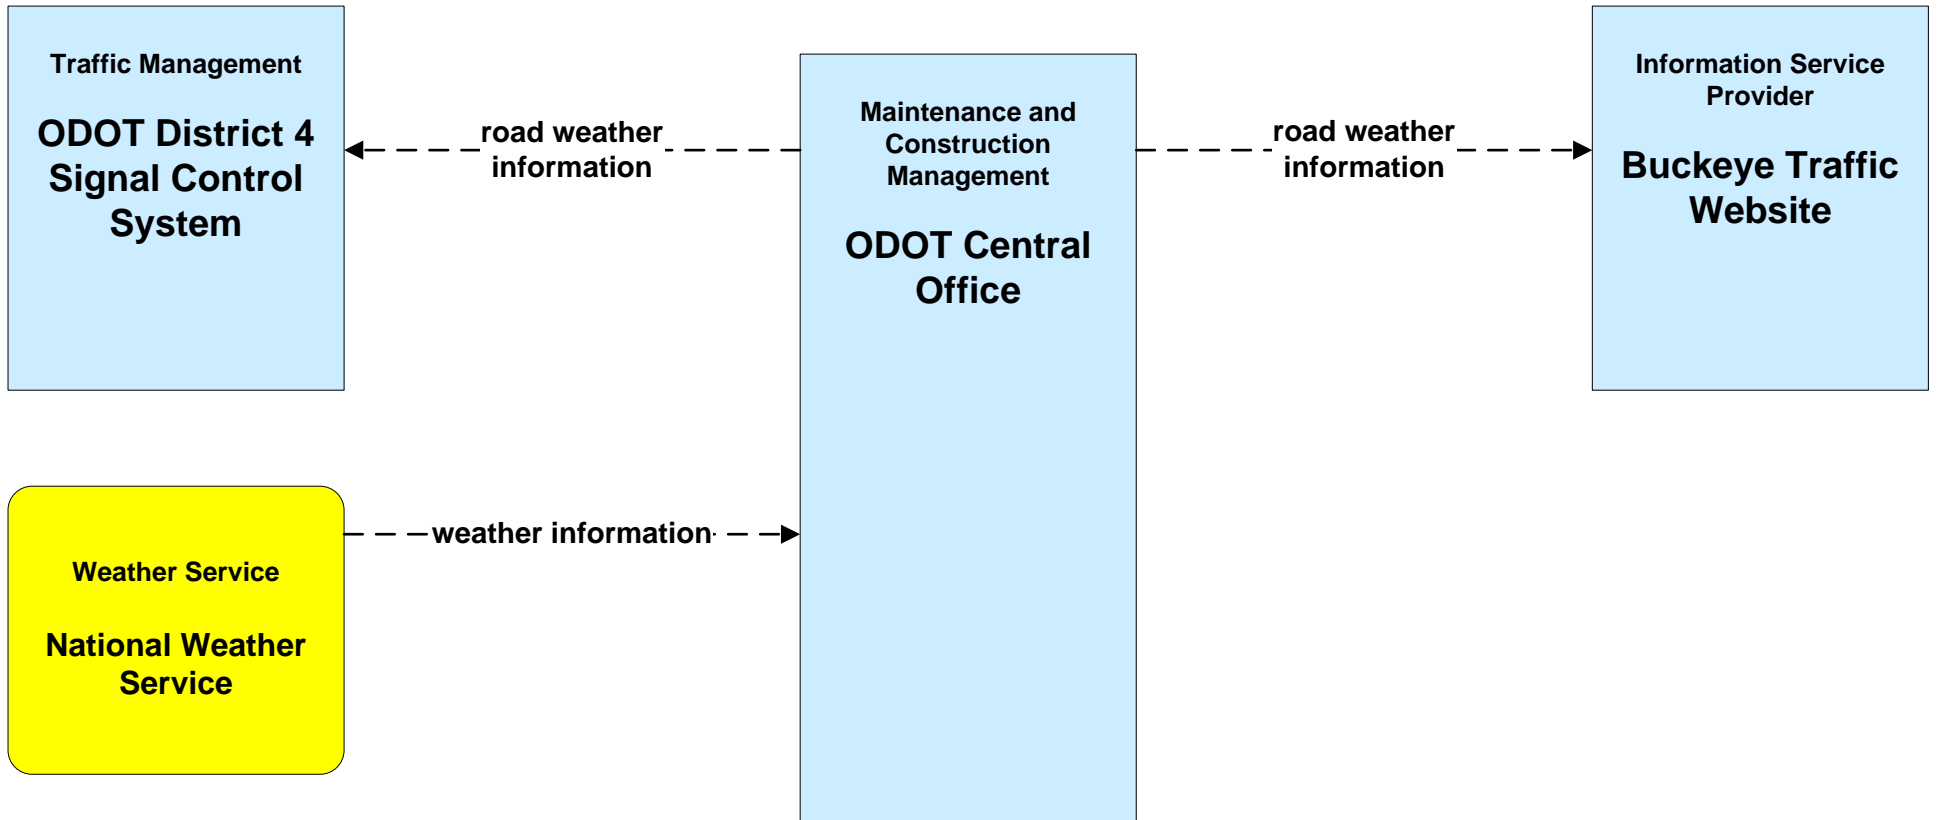 Traffic Management
ODOT District 4
Signal Control
System
road weather
information
Maintenance and
Construction
Management
ODOT Central
Office
road weather
information
Information Service
Provider
Buckeye Traffic
Website
weather information
Weather Service
National Weather
Service